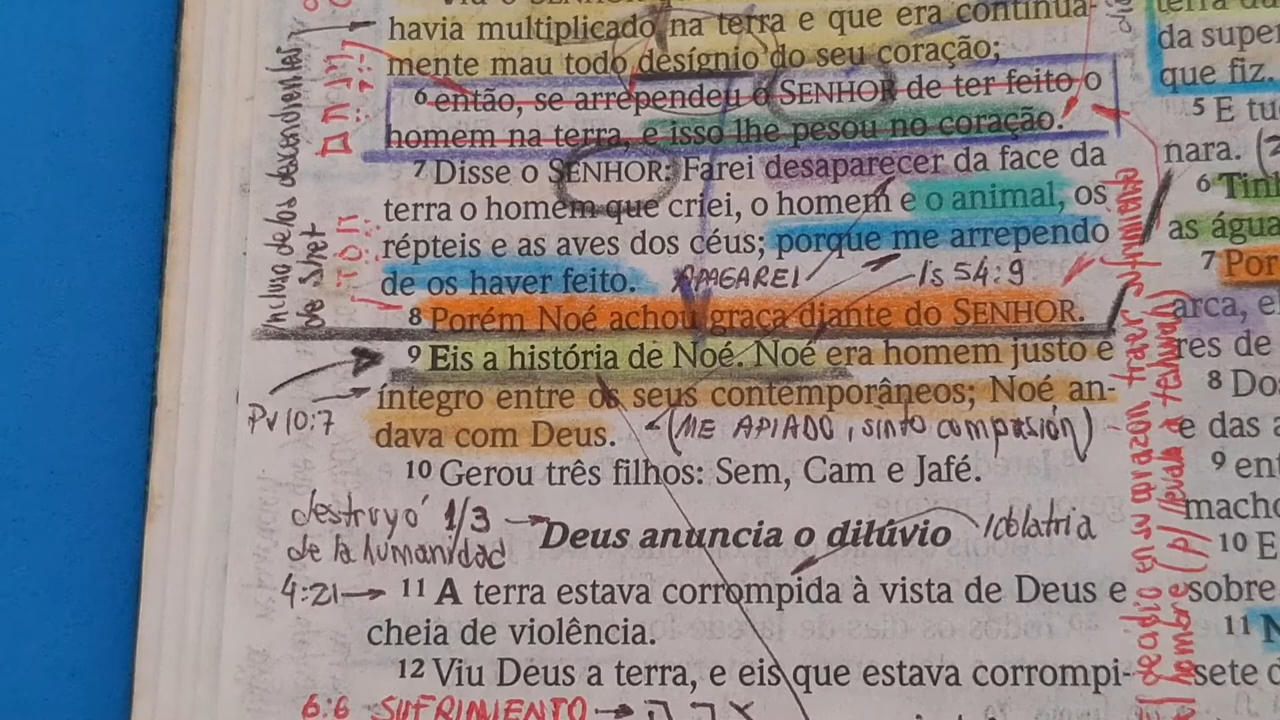 havia multiplicado na terra e que era continua-
mente mau todo desígnio do seu coração;
6 então, se arrependeu o SENHOR de ter feito o
homem na terra, e isso lhe pesou no coração.
7 Disse o SENHOR: Farei desaparecer da face da
terra o homem que criei, o homem e o animal, os
répteis e as aves dos céus; porque me arrependo
de os haver feito.
APAGAREI
Is 54:9
8 Porém Noé achou graça diante do SENHOR.
9 Eis a história de Noé. Noé era homem justo e
íntegro entre os seus contemporâneos; Noé an-
dava com Deus.
(ME APIADO, sinto compasión)
10 Gerou três filhos: Sem, Cam e Jafé.
destruyó 1/3
de la humanidad
Deus anuncia o dilúvio
Idolatria
4:21
11 A terra estava corrompida à vista de Deus e
cheia de violência.
12 Viu Deus a terra, e eis que estava corrompi-
6:6 SUFRIMIENTO
Pv 10:7
incluso de los descendientes
de Shet
da super
que fiz.
5 E tu
nara.
6 Tin
as água
7 Por
arca, e
res de
8 Do
e das a
9 en
macho
10 E
sobre
11
sete d